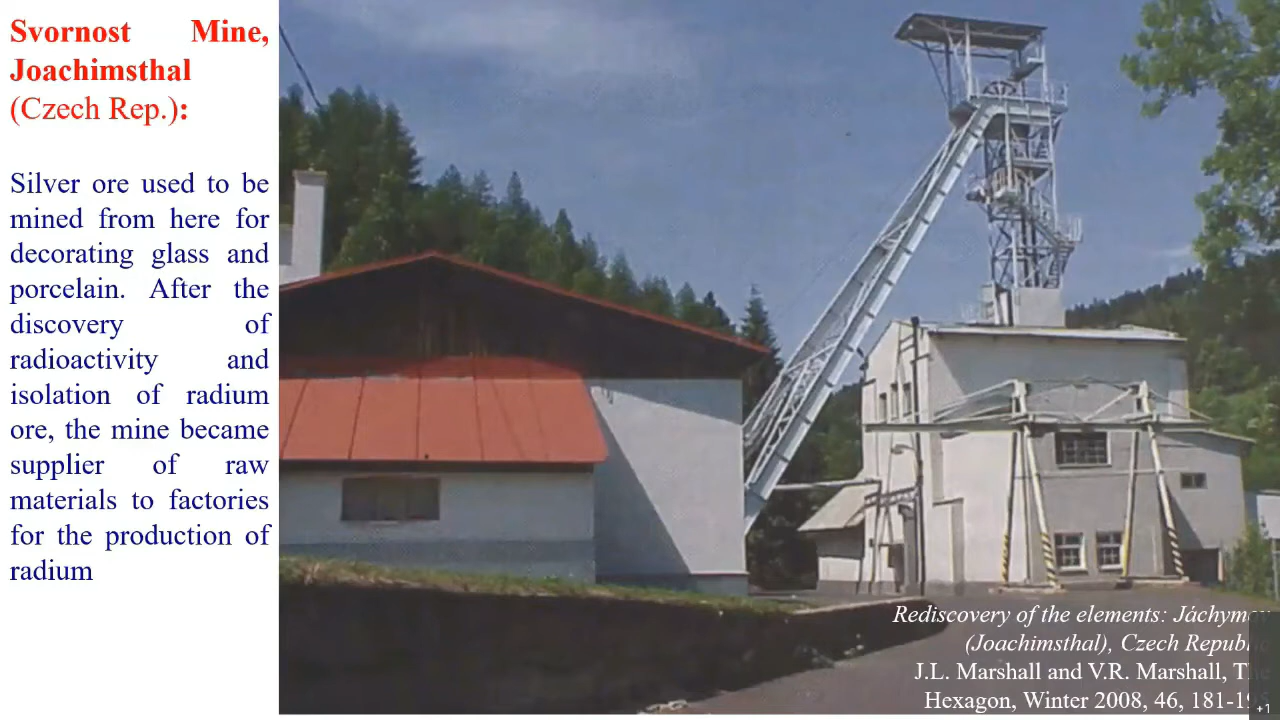 Svornost Mine,
Joachimsthal
(Czech Rep.):
Silver ore used to be
mined from here for
decorating glass and
porcelain. After the
discovery of
radioactivity and
isolation of radium
ore, the mine became
supplier of raw
materials to factories
for the production of
radium
Rediscovery of the elements:
(Joachimsthal), Czech
J.L. Marshall and V.R. Marshall,
Hexagon, Winter 2008, 46,
+1